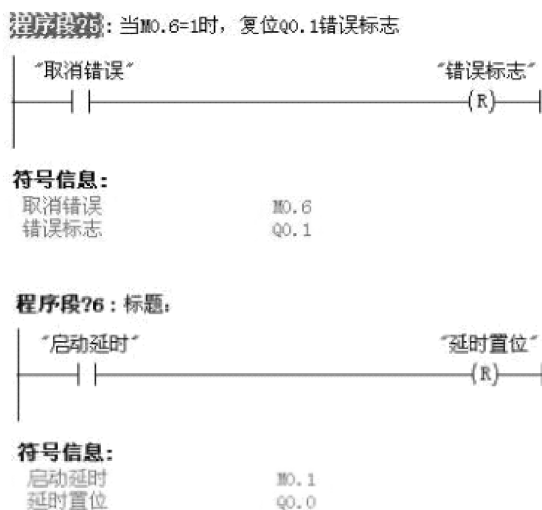 程序段?5：当M0.6=1时，复位Q0.1错误标志
"取消错误" "错误标志"
(R)
符号信息：
取消错误 M0.6
错误标志 Q0.1
程序段?6：标题：
"启动延时" "延时置位"
(R)
符号信息：
启动延时 M0.1
延时置位 Q0.0